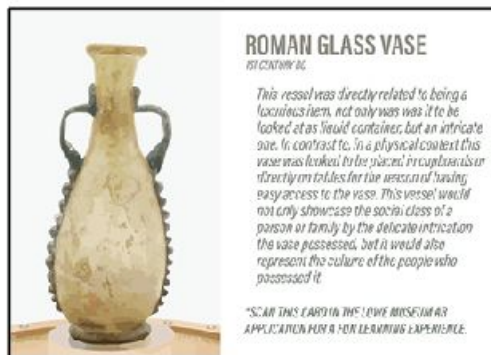 ROMAN GLASS VASE
1ST CENTURY BC
This vessel was directly related to being a
luxurious item, not only was was it to be
looked at as liquid container, but an intricate
one. In contrast to, in a physical context this
vase was looked to be placed in cupboards or
directly on tables for the reason of having
easy access to the vase. This vessel would
not only showcase the social class of a
person or family by the delicate intrication
the vase possessed, but it would also
represent the culture of the people who
possessed it.
*SCAN THIS CARD IN THE LOWE MUSEUM AR
APPLICATION FOR A FUN LEARNING EXPERIENCE.